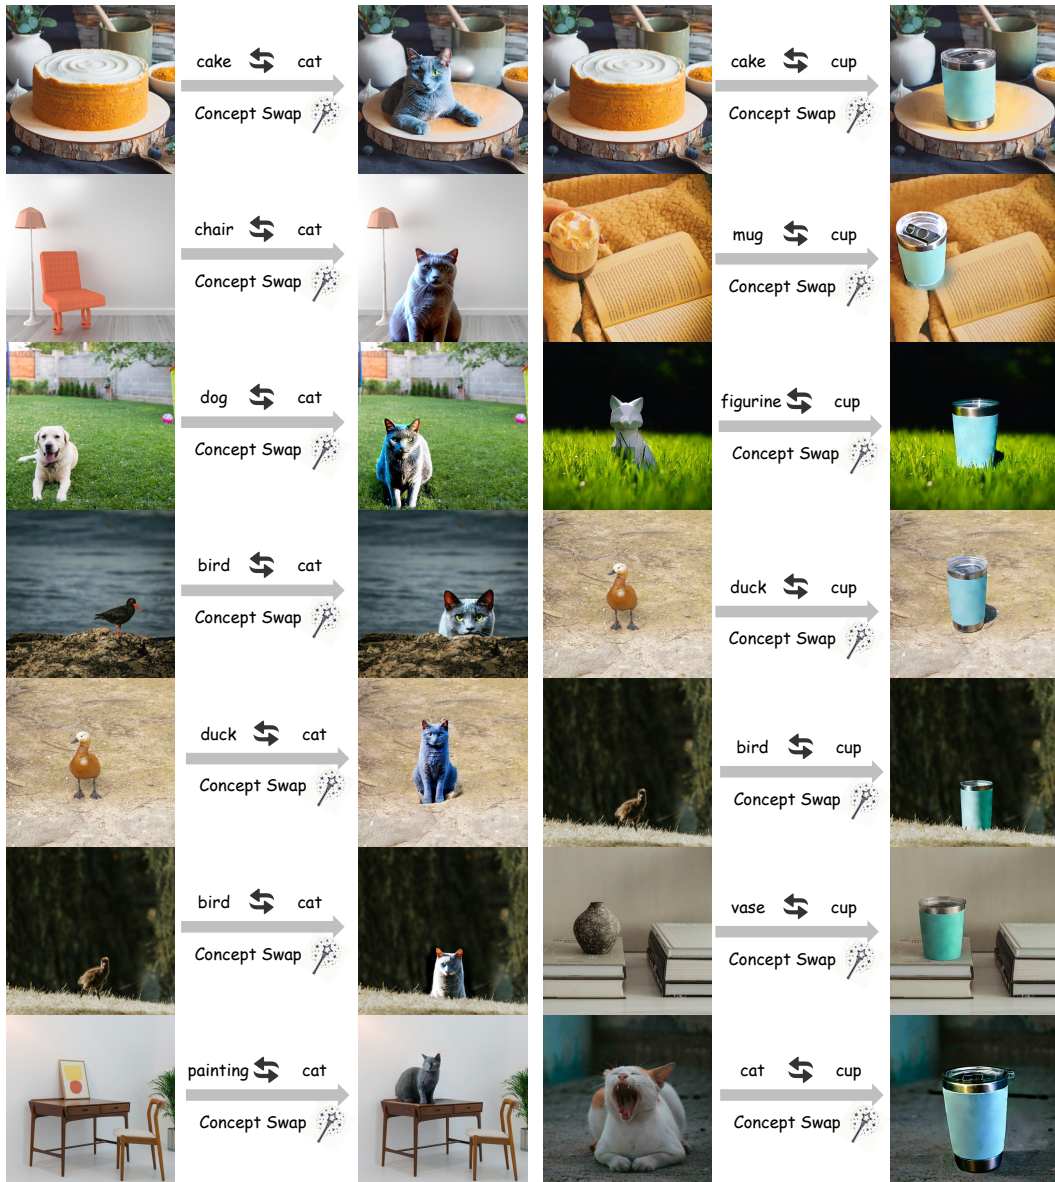 cake cat
Concept Swap
cake cup
Concept Swap
chair cat
Concept Swap
mug cup
Concept Swap
dog cat
Concept Swap
figurine cup
Concept Swap
bird cat
Concept Swap
duck cup
Concept Swap
duck cat
Concept Swap
bird cup
Concept Swap
bird cat
Concept Swap
vase cup
Concept Swap
painting cat
Concept Swap
cat cup
Concept Swap